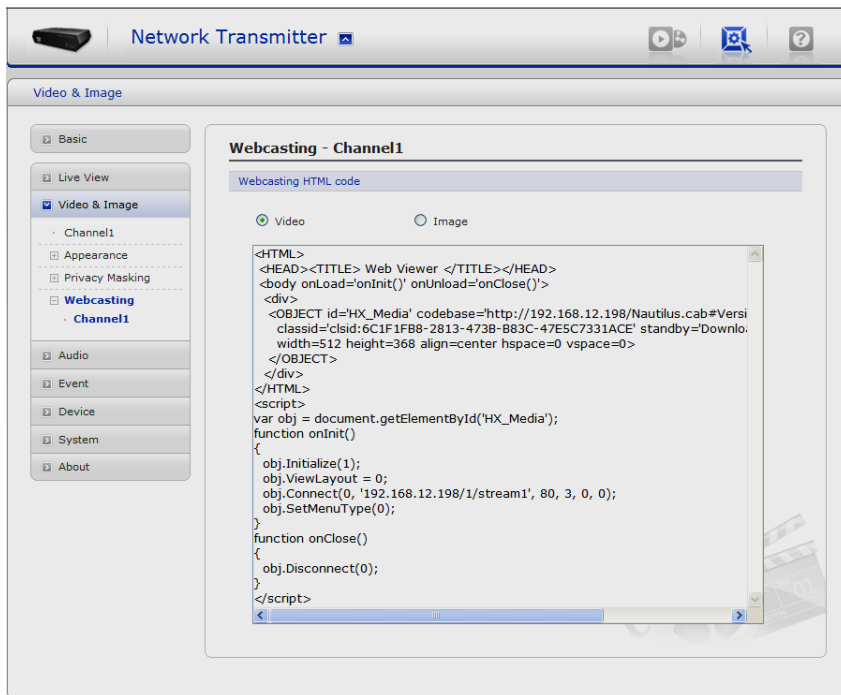 Network Transmitter
Video & Image
Basic
Live View
Video & Image
Channel1
Appearance
Privacy Masking
Webcasting
Channel1
Audio
Event
Device
System
About
Webcasting - Channel1
Webcasting HTML code
Video
Image
<HTML>
<HEAD><TITLE> Web Viewer </TITLE></HEAD>
<body onLoad='onInit()' onUnload='onClose()'>
<div>
<OBJECT id='HX_Media' codebase='http://192.168.12.198/Nautilus.cab#Versi
classid='clsid:6C1F1FB8-2813-473B-B83C-47E5C7331ACE' standby='Downloa
width=512 height=368 align=center hspace=0 vspace=0>
</OBJECT>
</div>
</HTML>
<script>
var obj = document.getElementById('HX_Media');
function onInit()
{
obj.Initialize(1);
obj.ViewLayout = 0;
obj.Connect(0, '192.168.12.198/1/stream1', 80, 3, 0, 0);
obj.SetMenuType(0);
}
function onClose()
{
obj.Disconnect(0);
}
</script>